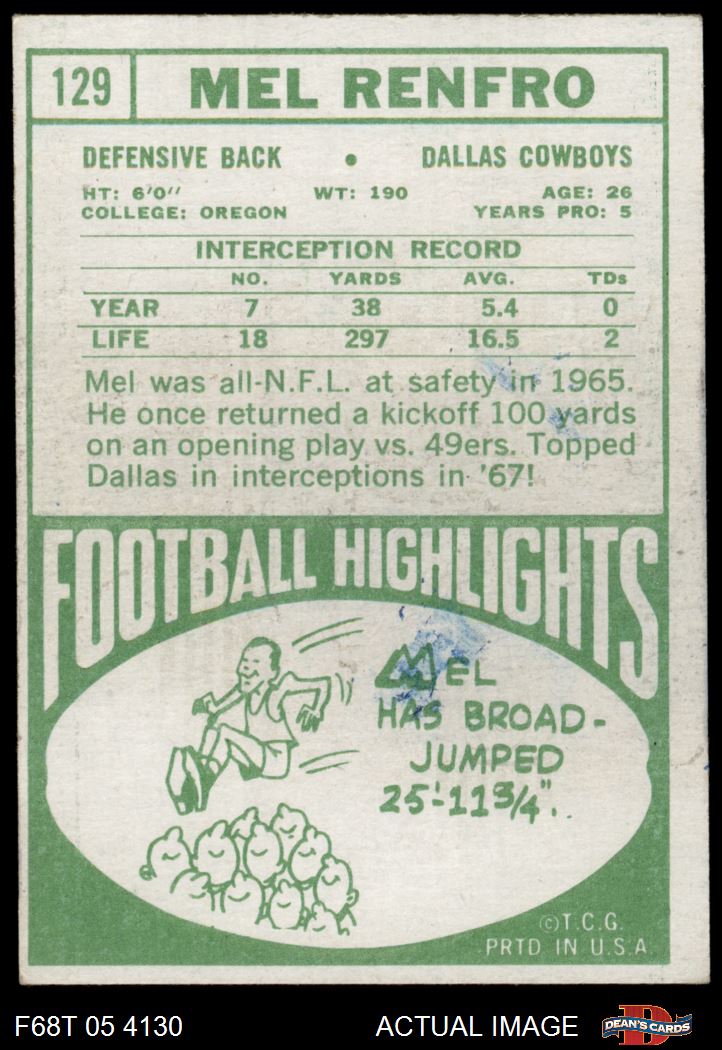 129 MEL RENFRO
DEFENSIVE BACK • DALLAS COWBOYS
HT: 6'0'' WT: 190 AGE: 26
COLLEGE: OREGON YEARS PRO: 5
INTERCEPTION RECORD
NO. YARDS AVG. TDs
YEAR 7 38 5.4 0
LIFE 18 297 16.5 2
Mel was all-N.F.L. at safety in 1965.
He once returned a kickoff 100 yards
on an opening play vs. 49ers. Topped
Dallas in interceptions in '67!
FOOTBALL HIGHLIGHTS
MEL
HAS BROAD-
JUMPED
25'-11 3/4".
©T.C.G.
PRTD. IN U.S.A.
F68T 05 4130 ACTUAL IMAGE D DEAN'S CARDS